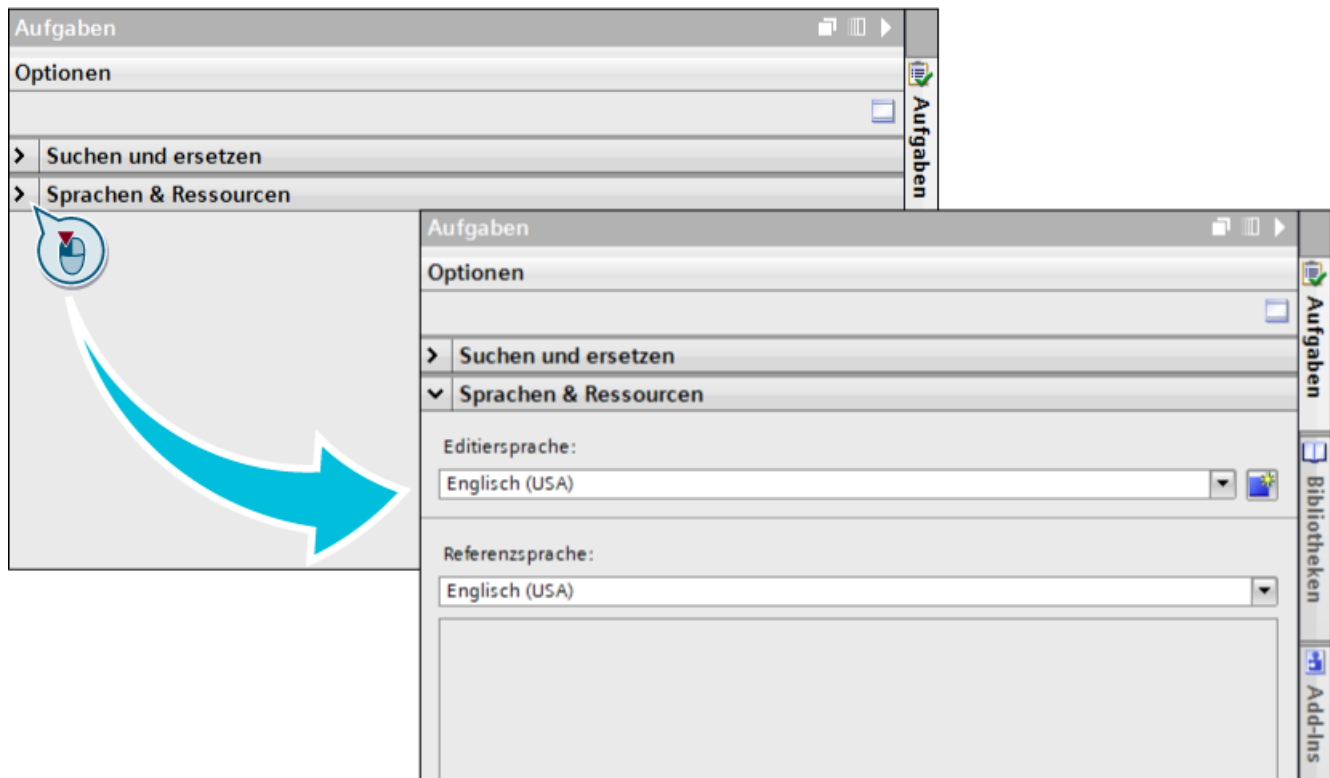 Aufgaben
Optionen
Suchen und ersetzen
Sprachen & Ressourcen
Aufgaben
Aufgaben
Optionen
Suchen und ersetzen
Sprachen & Ressourcen
Editiersprache:
Englisch (USA)
Referenzsprache:
Englisch (USA)
Aufgaben
Bibliotheken
Add-Ins